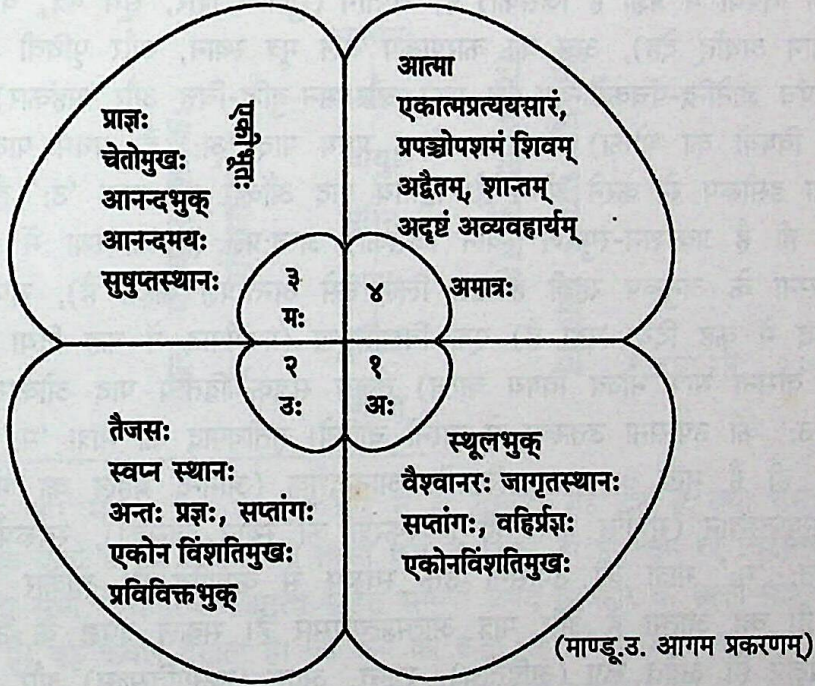 प्राज्ञः
चेतोमुखः
आनन्दभुक्
आनन्दमयः
सुषुप्तस्थानः
एकीभूतः
३
मः
आत्मा
एकात्मप्रत्ययसारं,
प्रपञ्चोपशमं शिवम्
अद्वैतम्, शान्तम्
अदृष्टं अव्यवहार्यम्
अमात्रः
४
२
उः
तैजसः
स्वप्न स्थानः
अन्तः प्रज्ञः, सप्तांगः
एकोन विंशतिमुखः
प्रविविक्तभुक्
१
अः
स्थूलभुक्
वैश्वानरः जागृतस्थानः
सप्तांगः, वहिर्प्रज्ञः
एकोनविंशतिमुखः
(माण्डू.उ. आगम प्रकरणम्)